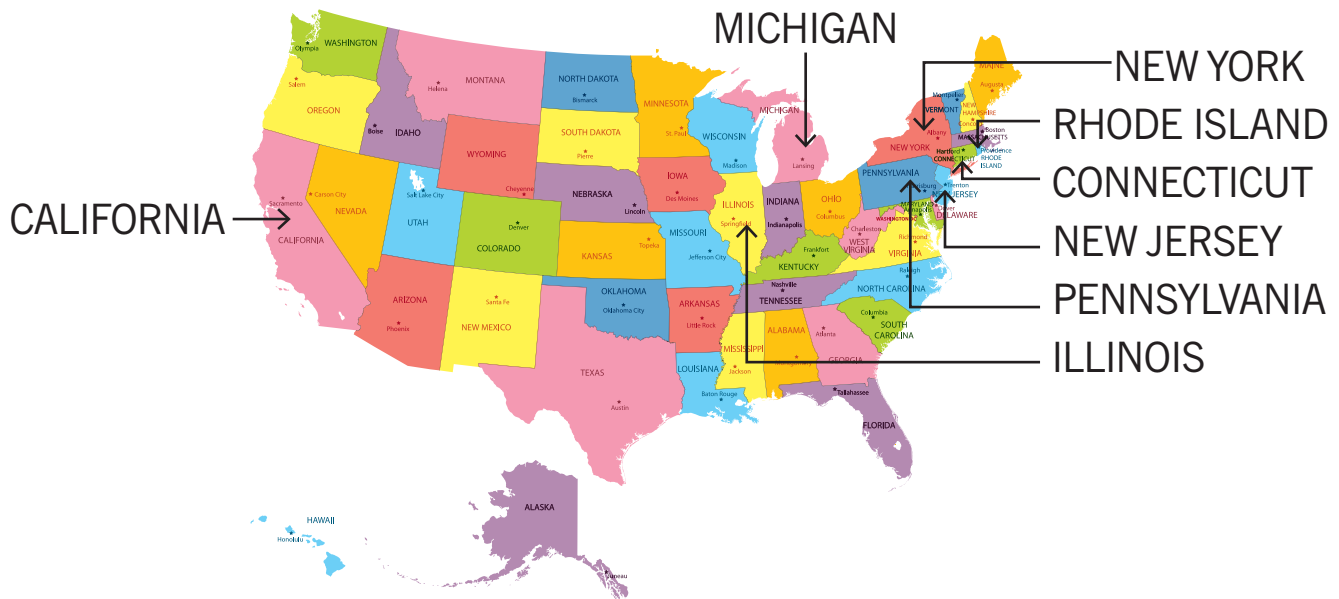 MICHIGAN
NEW YORK
RHODE ISLAND
CONNECTICUT
NEW JERSEY
PENNSYLVANIA
ILLINOIS
CALIFORNIA
WASHINGTON
Olympia
OREGON
Salem
CALIFORNIA
Sacramento
NEVADA
Carson City
IDAHO
Boise
MONTANA
Helena
WYOMING
Cheyenne
UTAH
Salt Lake City
COLORADO
Denver
ARIZONA
Phoenix
NEW MEXICO
Santa Fe
NORTH DAKOTA
Bismarck
SOUTH DAKOTA
Pierre
NEBRASKA
Lincoln
KANSAS
Topeka
OKLAHOMA
Oklahoma City
TEXAS
Austin
MINNESOTA
St. Paul
IOWA
Des Moines
MISSOURI
Jefferson City
ARKANSAS
Little Rock
LOUISIANA
Baton Rouge
WISCONSIN
Madison
ILLINOIS
Springfield
MICHIGAN
Lansing
INDIANA
Indianapolis
OHIO
Columbus
KENTUCKY
Frankfort
TENNESSEE
Nashville
MISSISSIPPI
Jackson
ALABAMA
Montgomery
GEORGIA
Atlanta
FLORIDA
Tallahassee
SOUTH
CAROLINA
Columbia
NORTH CAROLINA
Raleigh
VIRGINIA
Richmond
WEST
VIRGINIA
Charleston
PENNSYLVANIA
MARYLAND
Annapolis
DELAWARE
Dover
Trenton
NEW YORK
Albany
VERMONT
Montpelier
NEW
HAMPSHIRE
Concord
MAINE
Augusta
Boston
MASSACHUSETTS
Providence
RHODE
ISLAND
Hartford
CONNECTICUT
ALASKA
Juneau
HAWAII
Honolulu